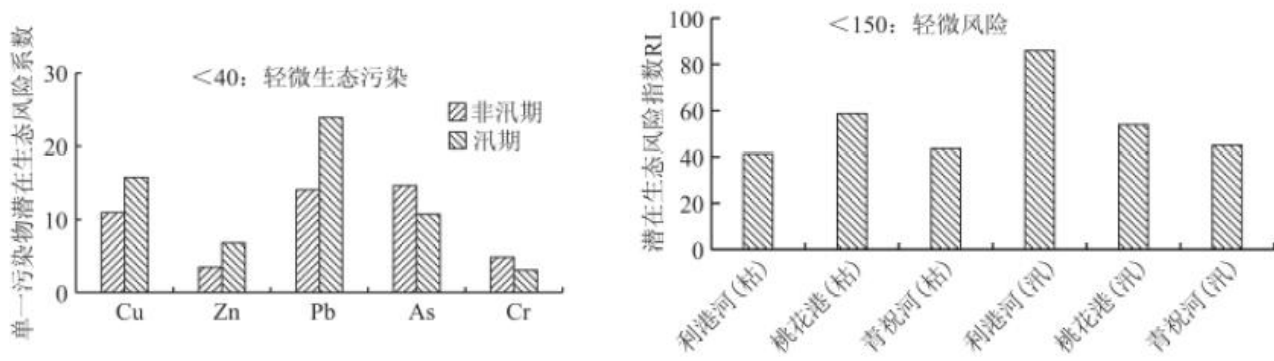 单一污染物潜在生态风险系数
30
20
10
0
<40：轻微生态污染
非汛期
汛期
Cu Zn Pb As Cr
潜在生态风险指数RI
100
80
60
40
20
0
<150：轻微风险
利港河(枯)
桃花港(枯)
青祝河(枯)
利港河(汛)
桃花港(汛)
青祝河(汛)